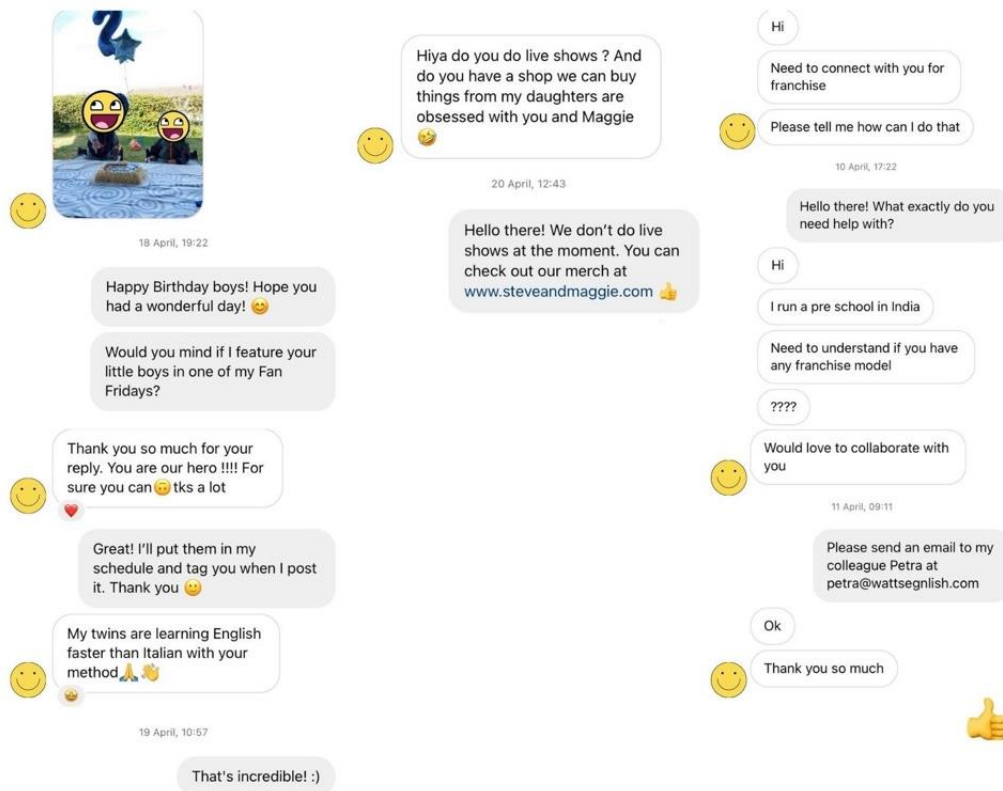 2
18 April, 19:22
Happy Birthday boys! Hope you
had a wonderful day! 😊
Would you mind if I feature your
little boys in one of my Fan
Fridays?
Thank you so much for your
reply. You are our hero !!!! For
sure you can🙃 tks a lot
❤️
Great! I'll put them in my
schedule and tag you when I post
it. Thank you 🙂
My twins are learning English
faster than Italian with your
method🙏👏
🤩
19 April, 10:57
That's incredible! :)
Hiya do you do live shows ? And
do you have a shop we can buy
things from my daughters are
obsessed with you and Maggie
🤣
20 April, 12:43
Hello there! We don't do live
shows at the moment. You can
check out our merch at
www.steveandmaggie.com 👍
Hi
Need to connect with you for
franchise
Please tell me how can I do that
10 April, 17:22
Hello there! What exactly do you
need help with?
Hi
I run a pre school in India
Need to understand if you have
any franchise model
????
Would love to collaborate with
you
11 April, 09:11
Please send an email to my
colleague Petra at
petra@wattsegnlish.com
Ok
Thank you so much
👍